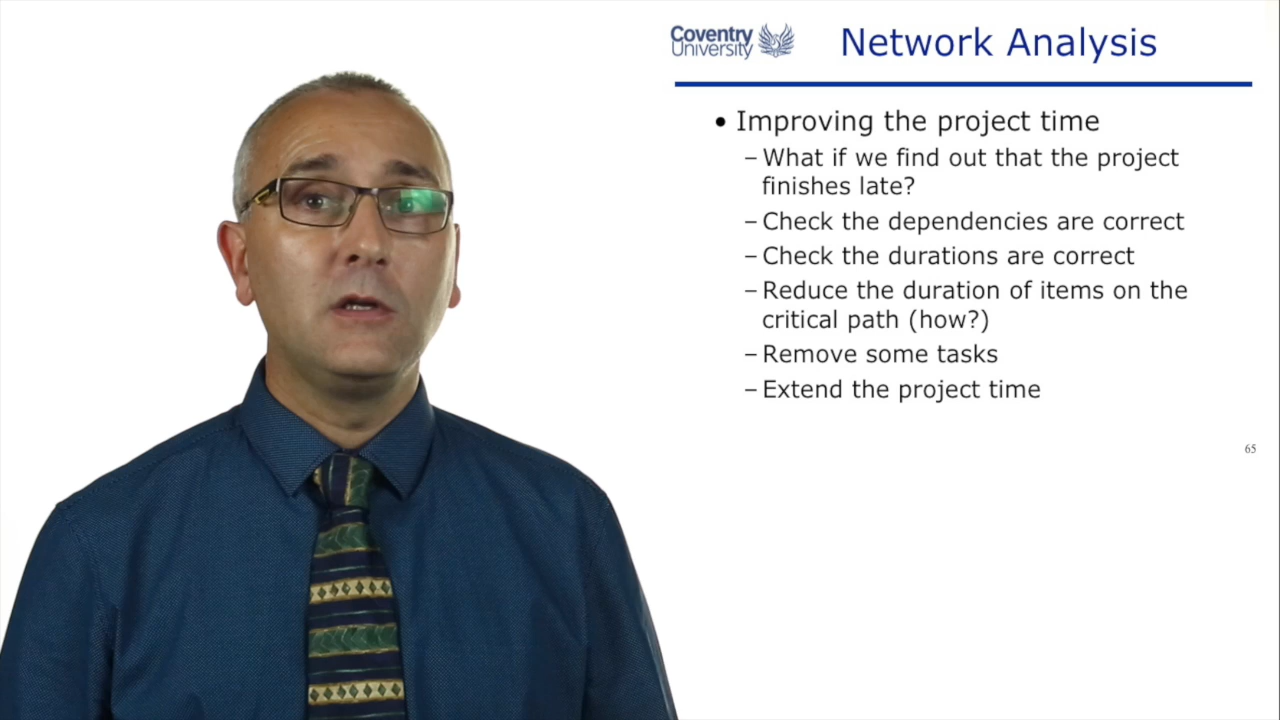 Coventry
University
Network Analysis
• Improving the project time
– What if we find out that the project
finishes late?
– Check the dependencies are correct
– Check the durations are correct
– Reduce the duration of items on the
critical path (how?)
– Remove some tasks
– Extend the project time
65